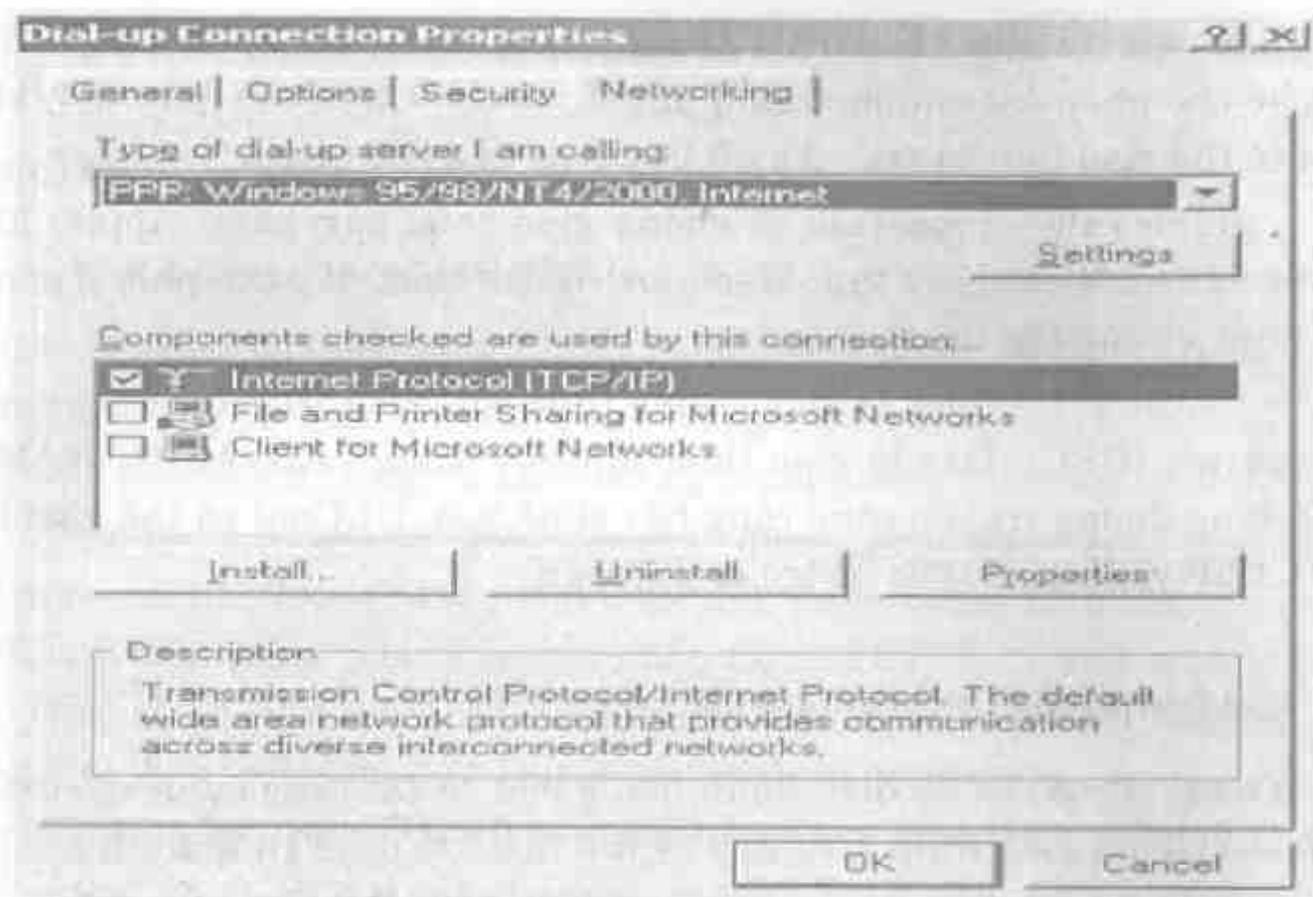 Dial-up Connection Properties
General Options Security Networking
Type of dial-up server I am calling:
PPP: Windows 95/98/NT4/2000, Internet
Settings
Components checked are used by this connection:
Internet Protocol (TCP/IP)
File and Printer Sharing for Microsoft Networks
Client for Microsoft Networks
Install... Uninstall Properties
Description
Transmission Control Protocol/Internet Protocol. The default
wide area network protocol that provides communication
across diverse interconnected networks.
OK Cancel